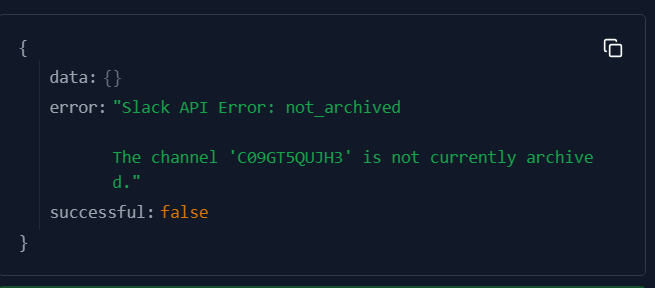 {
data: {}
error: "Slack API Error: not_archived
The channel 'C09GT5QUJH3' is not currently archive
d."
successful: false
}